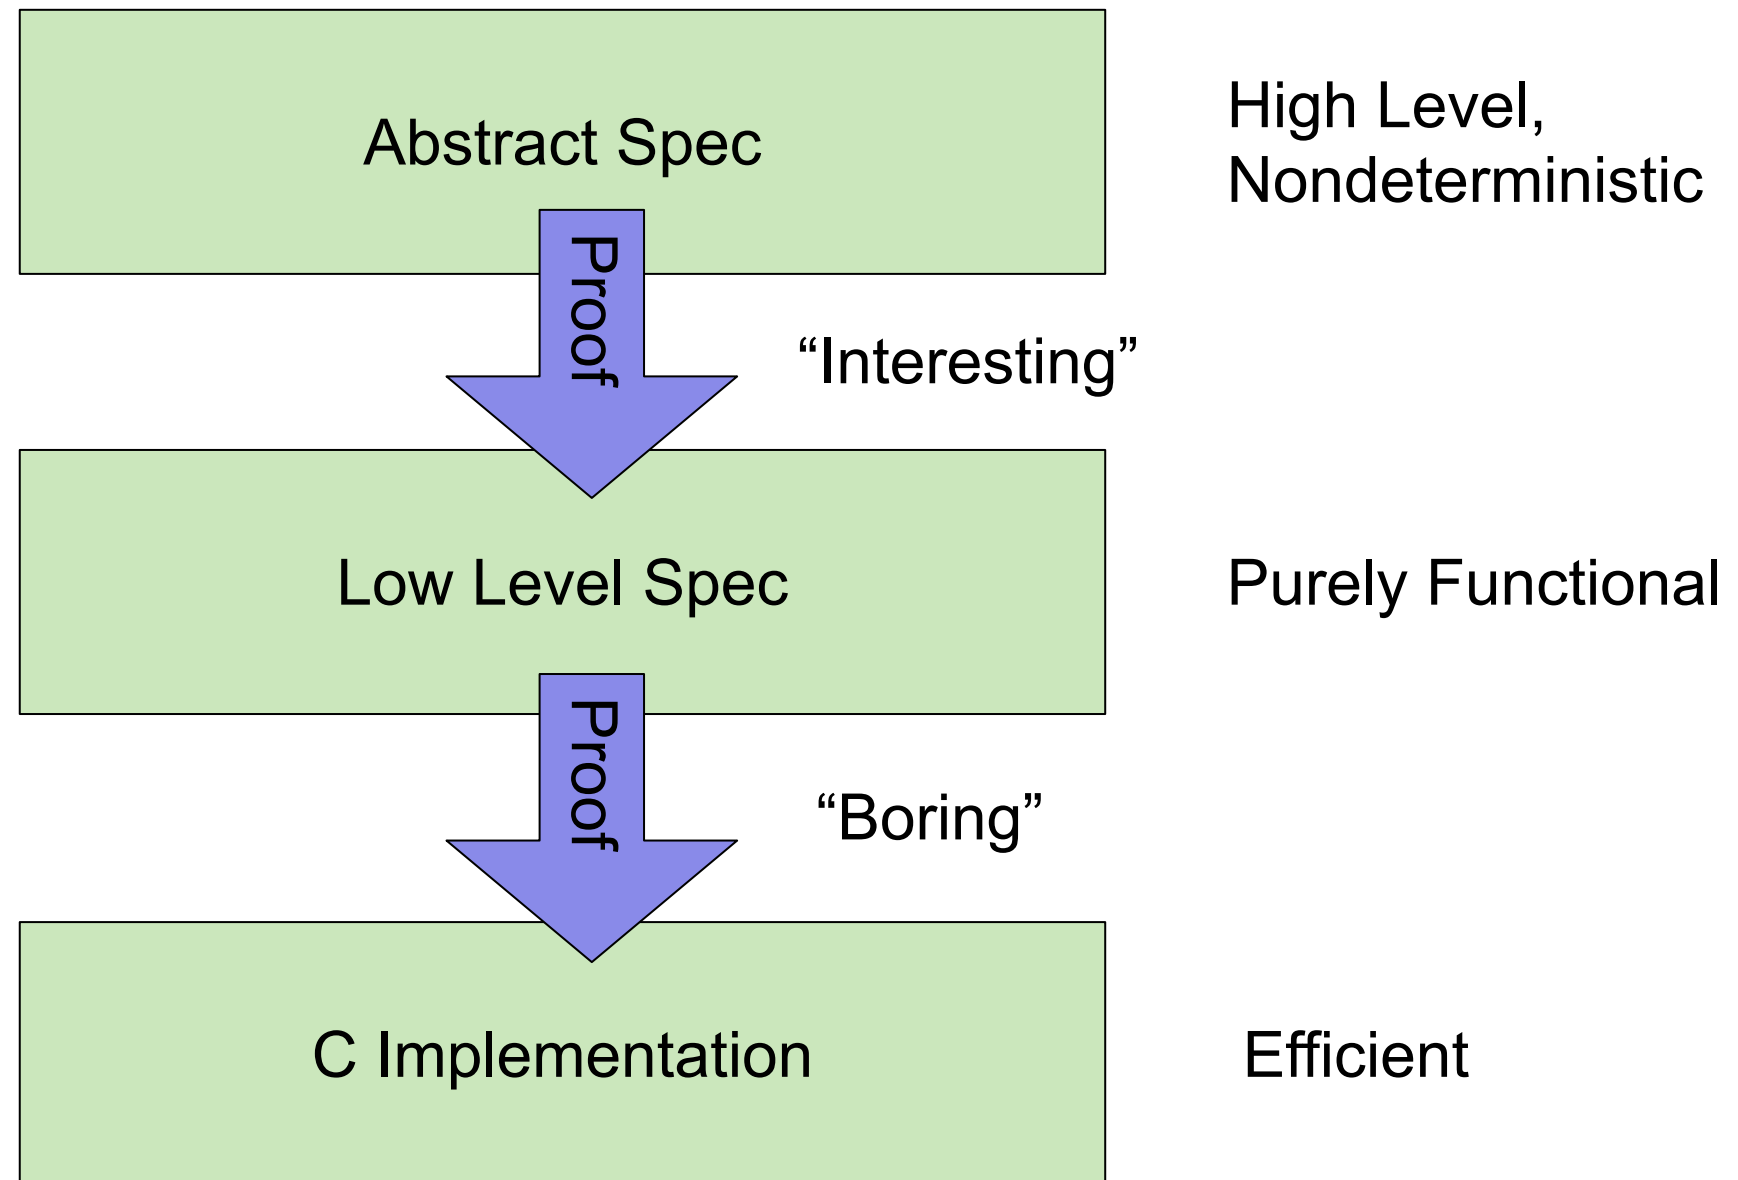 Abstract Spec
High Level,
Nondeterministic
Proof
“Interesting”
Low Level Spec
Purely Functional
Proof
“Boring”
C Implementation
Efficient